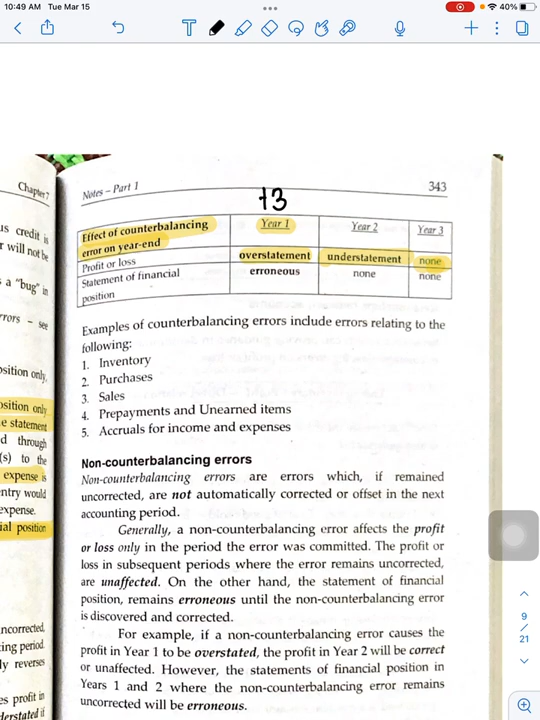 10:49 AM Tue Mar 15
40%
Chapter 7
us credit is
r will not be
s a "bug" in
rrors – see
osition only,
osition only
e statement
d through
(s) to the
expense is
entry would
expense.
ial position
ncorrected,
ing period.
ly reverses
es profit in
derstated if
Notes – Part 1
343
+3
Effect of counterbalancing error on year-end Year 1 Year 2 Year 3
Profit or loss overstatement understatement none
Statement of financial position erroneous none none
Examples of counterbalancing errors include errors relating to the
following:
1. Inventory
2. Purchases
3. Sales
4. Prepayments and Unearned items
5. Accruals for income and expenses
Non-counterbalancing errors
Non-counterbalancing errors are errors which, if remained
uncorrected, are not automatically corrected or offset in the next
accounting period.
Generally, a non-counterbalancing error affects the profit
or loss only in the period the error was committed. The profit or
loss in subsequent periods where the error remains uncorrected,
are unaffected. On the other hand, the statement of financial
position, remains erroneous until the non-counterbalancing error
is discovered and corrected.
For example, if a non-counterbalancing error causes the
profit in Year 1 to be overstated, the profit in Year 2 will be correct
or unaffected. However, the statements of financial position in
Years 1 and 2 where the non-counterbalancing error remains
uncorrected will be erroneous.
9
/
21